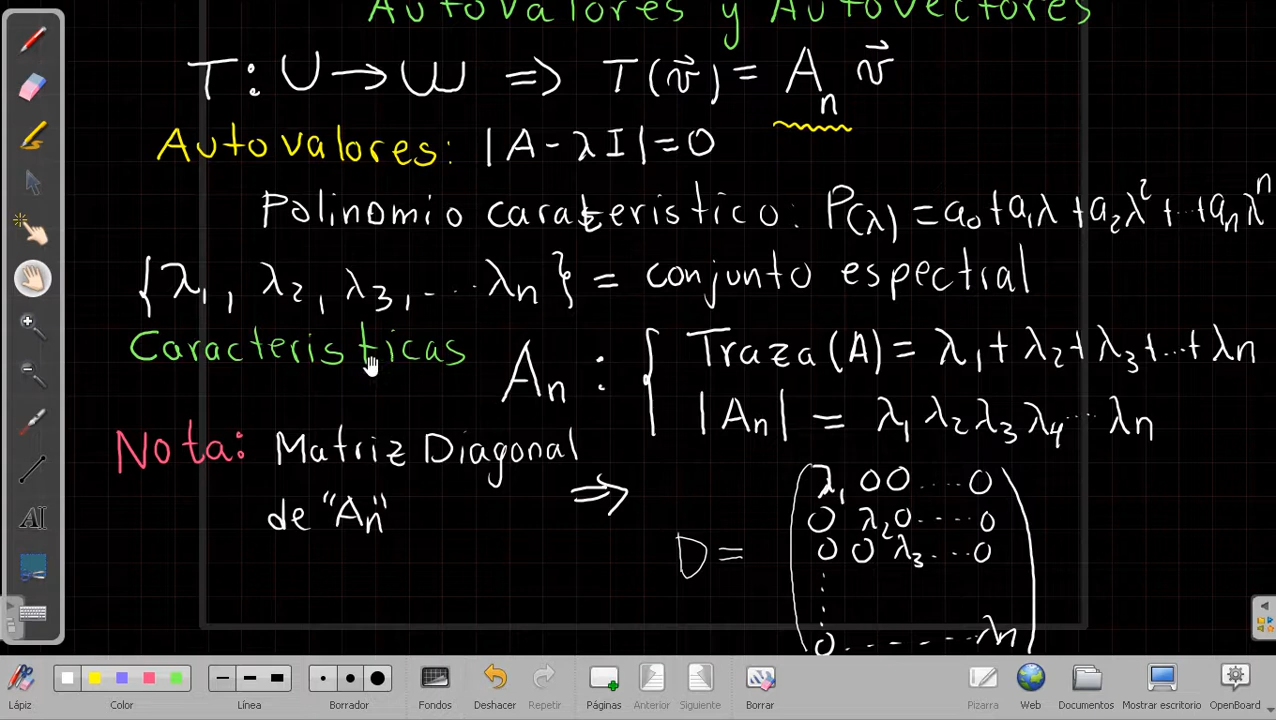 Autovalores y Autovectores
T: U → W ⇒ T(v⃗) = Aₙ v⃗
Autovalores: |A - λI| = 0
Polinomio carateristico: P(λ) = a₀ + a₁λ + a₂λ² + ... + aₙλⁿ
{λ₁, λ₂, λ₃, ... λn} = conjunto espectral
Caracteristicas
Aₙ : { Traza(A) = λ₁ + λ₂ + λ₃ + ... + λn
|Aₙ| = λ₁ λ₂ λ₃ λ₄ ... λn
Nota: Matriz Diagonal
de "An" ⇒
D =
λ₁ 0 0 .... 0
0 λ₂ 0 ..... 0
0 0 λ₃ ... 0
0 ....... λn
Lápiz
Color
Línea
Borrador
Fondos
Deshacer
Repetir
Páginas
Anterior
Siguiente
Borrar
Pizarra
Web
Documentos
Mostrar escritorio
OpenBoard